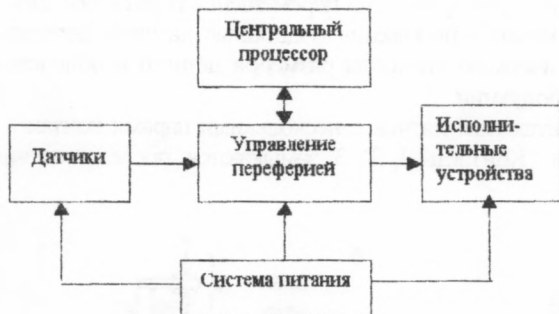 Центральный
процессор
Датчики
Управление
переферией
Исполни-
тельные
устройства
Система питания